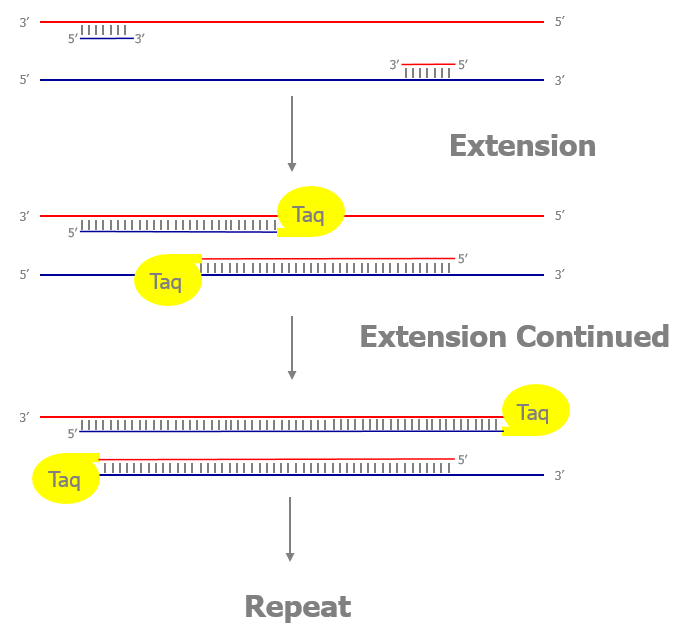 3′ 5′
5′ 3′
3′ 5′
5′ 3′
Extension
3′ Taq 5′
5′
5′
5′ Taq 3′
Extension Continued
3′ Taq
5′
5′
Taq 3′
Repeat